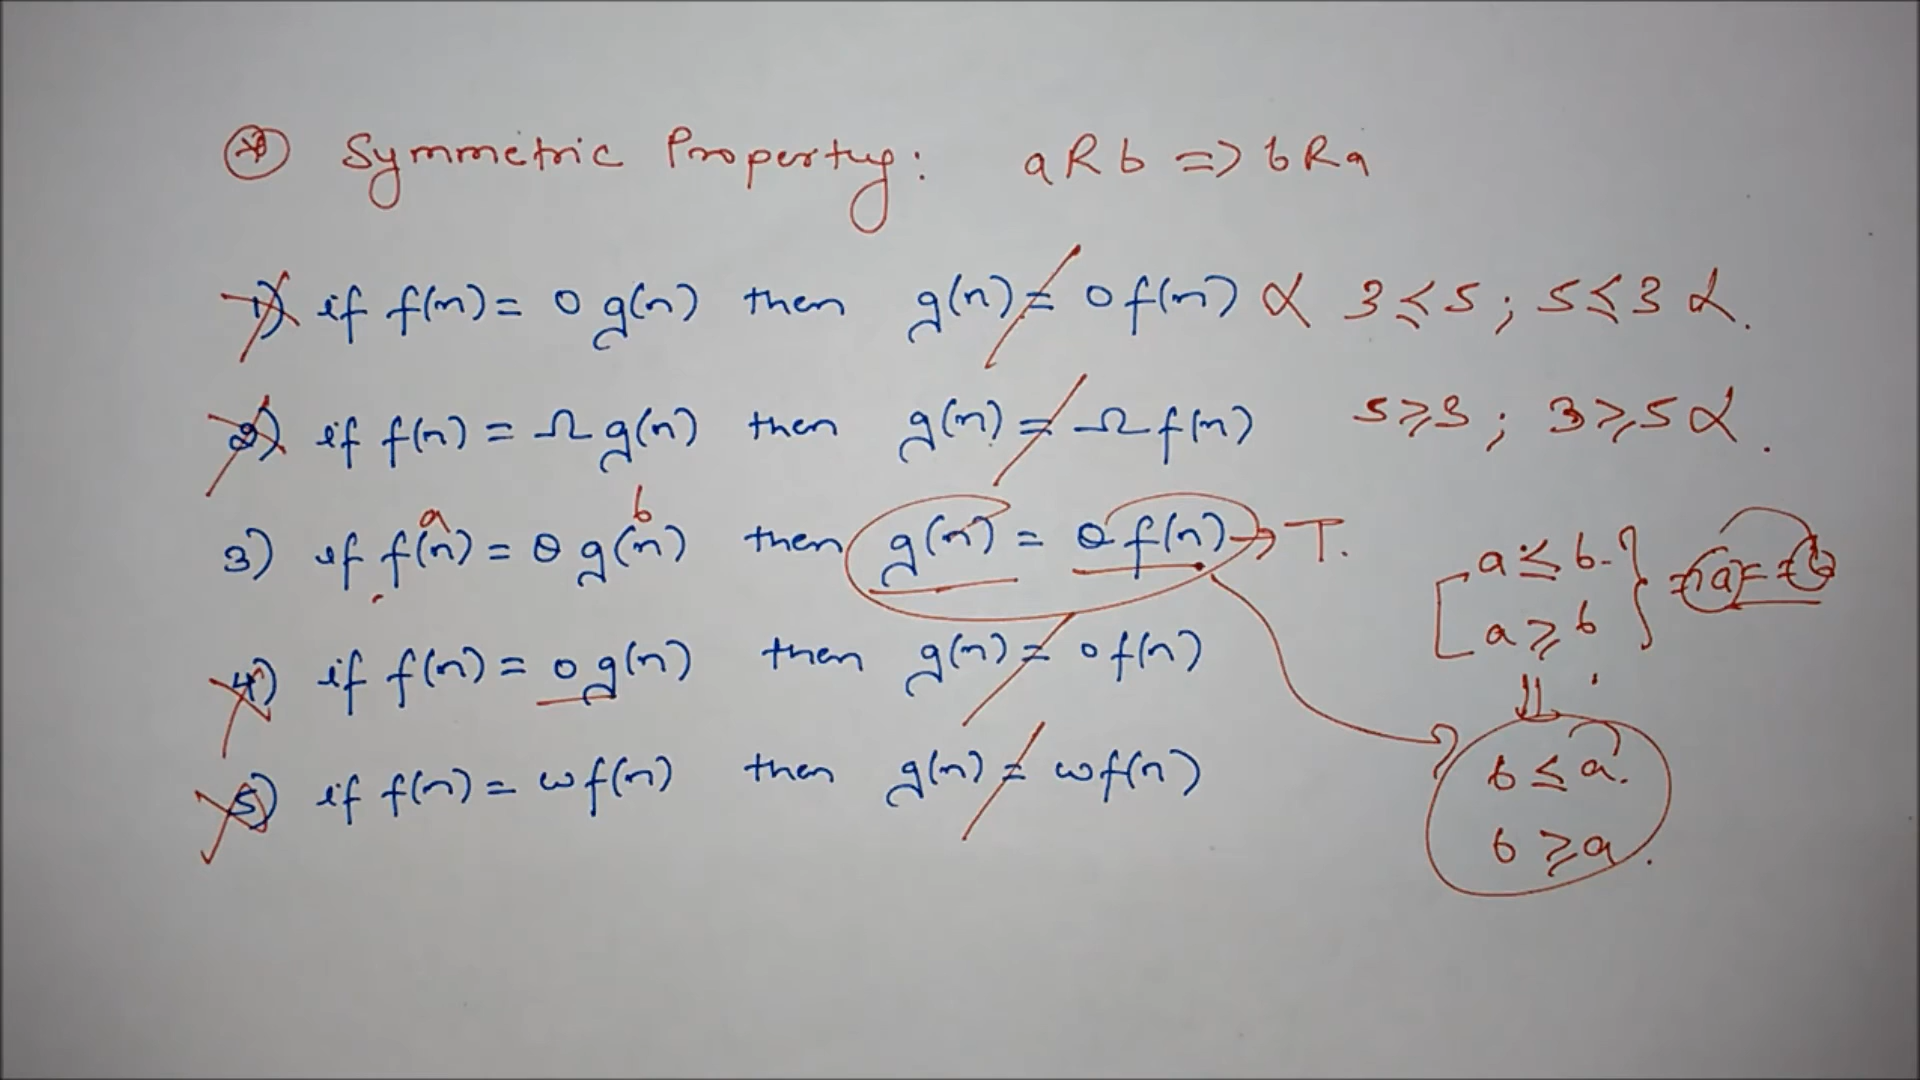 * Symmetric Property: aRb => bRa
1) if f(n) = O g(n) then g(n) ≠ O f(n) α 3 ≤ 5 ; 5 ≤ 3 α.
2) if f(n) = Ω g(n) then g(n) ≠ Ω f(n) 5 ≥ 3 ; 3 ≥ 5 α.
a b
3) if f(n) = θ g(n) then g(n) = θ f(n) → T.
a ≤ b
a ≥ b
4) if f(n) = o g(n) then g(n) ≠ o f(n)
5) if f(n) = ω f(n) then g(n) ≠ ω f(n)
⇓
b ≤ a.
b ≥ a.